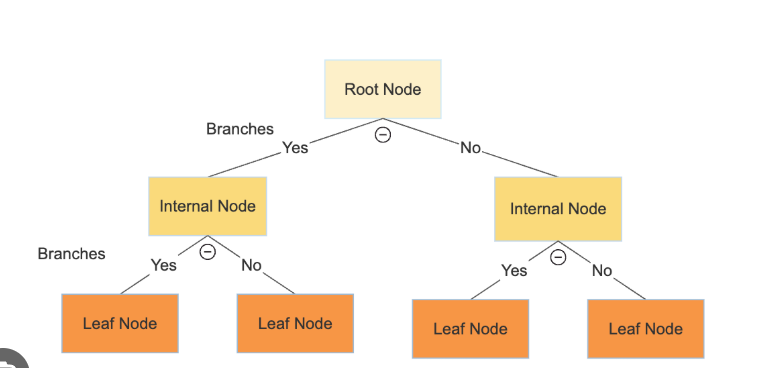 Root Node
Branches
Yes
No
Internal Node
Internal Node
Branches
Yes
No
Yes
No
Leaf Node
Leaf Node
Leaf Node
Leaf Node